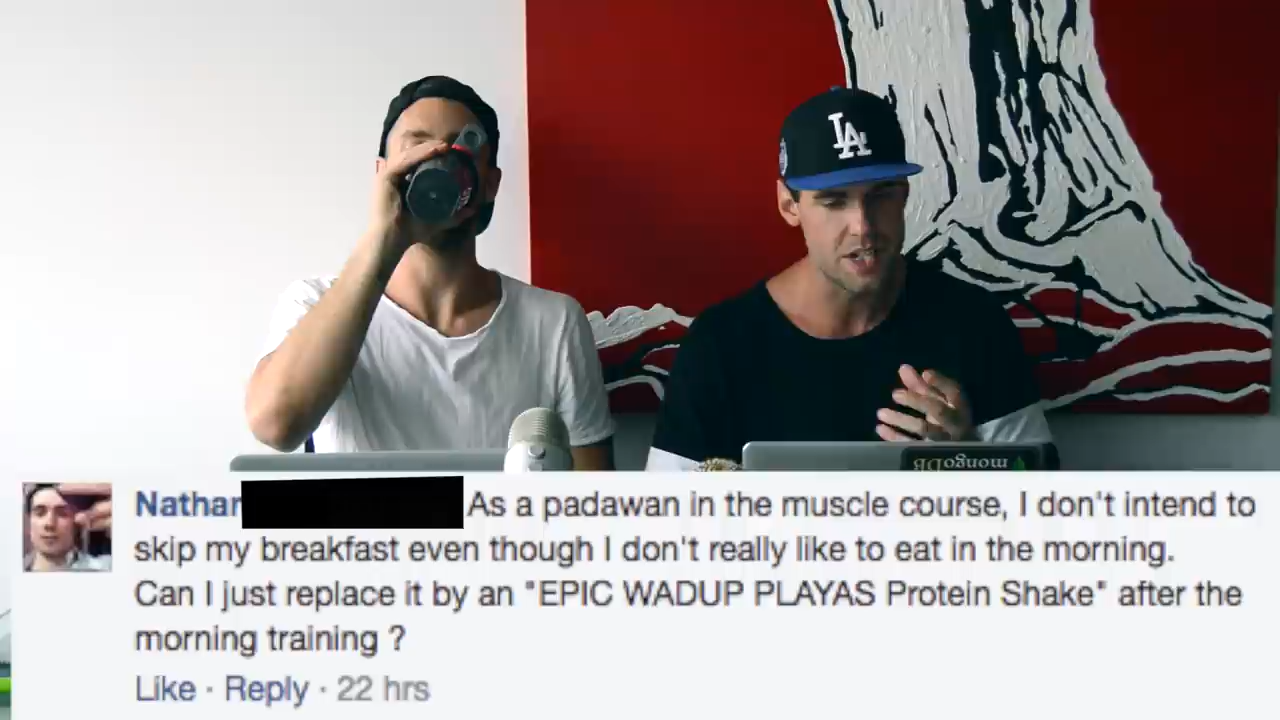 LA
mongoDB
Nathan As a padawan in the muscle course, I don't intend to
skip my breakfast even though I don't really like to eat in the morning.
Can I just replace it by an "EPIC WADUP PLAYAS Protein Shake" after the
morning training ?
Like · Reply · 22 hrs